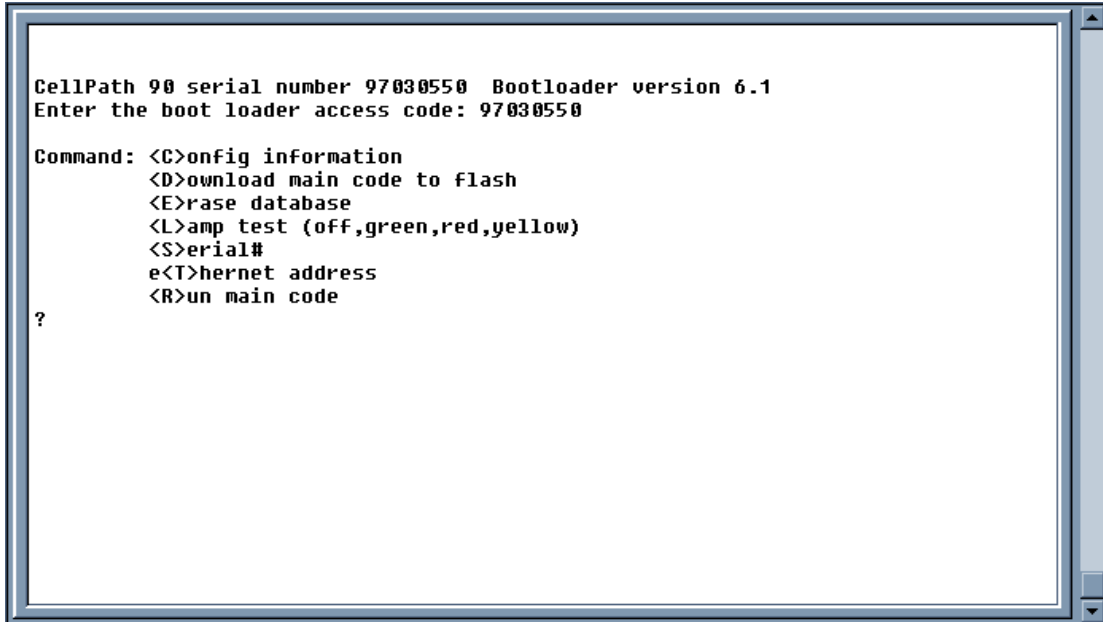 CellPath 90 serial number 97030550  Bootloader version 6.1
Enter the boot loader access code: 97030550
Command: <C>onfig information
<D>ownload main code to flash
<E>rase database
<L>amp test (off,green,red,yellow)
<S>erial#
e<T>hernet address
<R>un main code
?